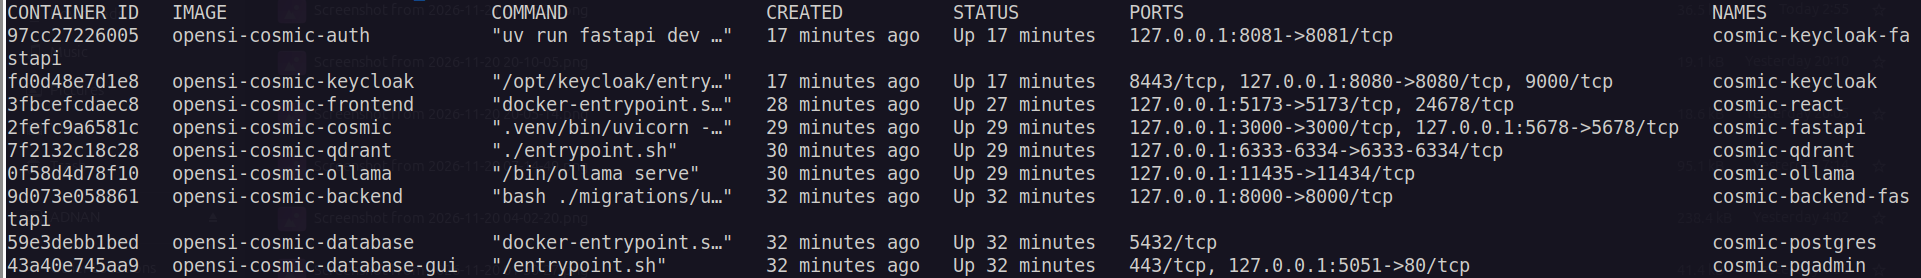 CONTAINER ID IMAGE COMMAND CREATED STATUS PORTS NAMES
97cc27226005 opensi-cosmic-auth "uv run fastapi dev …" 17 minutes ago Up 17 minutes 127.0.0.1:8081->8081/tcp cosmic-keycloak-fa
stapi
fd0d48e7d1e8 opensi-cosmic-keycloak "/opt/keycloak/entry…" 17 minutes ago Up 17 minutes 8443/tcp, 127.0.0.1:8080->8080/tcp, 9000/tcp cosmic-keycloak
3fbcefcdaec8 opensi-cosmic-frontend "docker-entrypoint.s…" 28 minutes ago Up 27 minutes 127.0.0.1:5173->5173/tcp, 24678/tcp cosmic-react
2fefc9a6581c opensi-cosmic-cosmic ".venv/bin/uvicorn -…" 29 minutes ago Up 29 minutes 127.0.0.1:3000->3000/tcp, 127.0.0.1:5678->5678/tcp cosmic-fastapi
7f2132c18c28 opensi-cosmic-qdrant "./entrypoint.sh" 30 minutes ago Up 29 minutes 127.0.0.1:6333-6334->6333-6334/tcp cosmic-qdrant
0f58d4d78f10 opensi-cosmic-ollama "/bin/ollama serve" 30 minutes ago Up 29 minutes 127.0.0.1:11435->11434/tcp cosmic-ollama
9d073e058861 opensi-cosmic-backend "bash ./migrations/u…" 32 minutes ago Up 32 minutes 127.0.0.1:8000->8000/tcp cosmic-backend-fas
tapi
59e3debb1bed opensi-cosmic-database "docker-entrypoint.s…" 32 minutes ago Up 32 minutes 5432/tcp cosmic-postgres
43a40e745aa9 opensi-cosmic-database-gui "/entrypoint.sh" 32 minutes ago Up 32 minutes 443/tcp, 127.0.0.1:5051->80/tcp cosmic-pgadmin